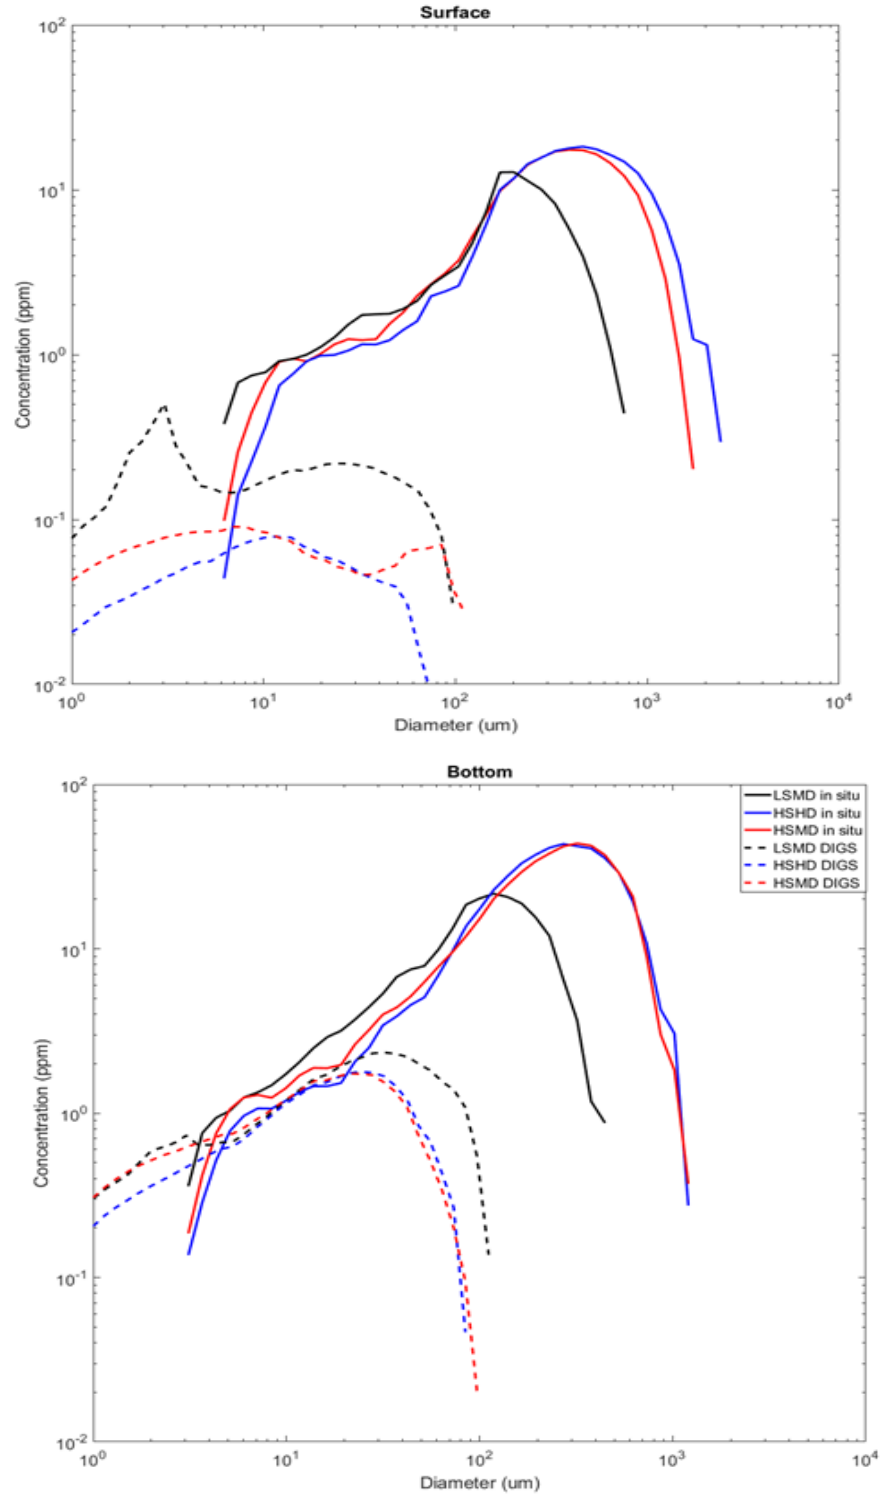 Surface
10^2
10^1
10^0
10^-1
10^-2
Concentration (ppm)
10^0 10^1 10^2 10^3 10^4
Diameter (um)
Bottom
10^2
10^1
10^0
10^-1
10^-2
Concentration (ppm)
LSMD in situ
HSHD in situ
HSMD in situ
LSMD DIGS
HSHD DIGS
HSMD DIGS
10^0 10^1 10^2 10^3 10^4
Diameter (um)